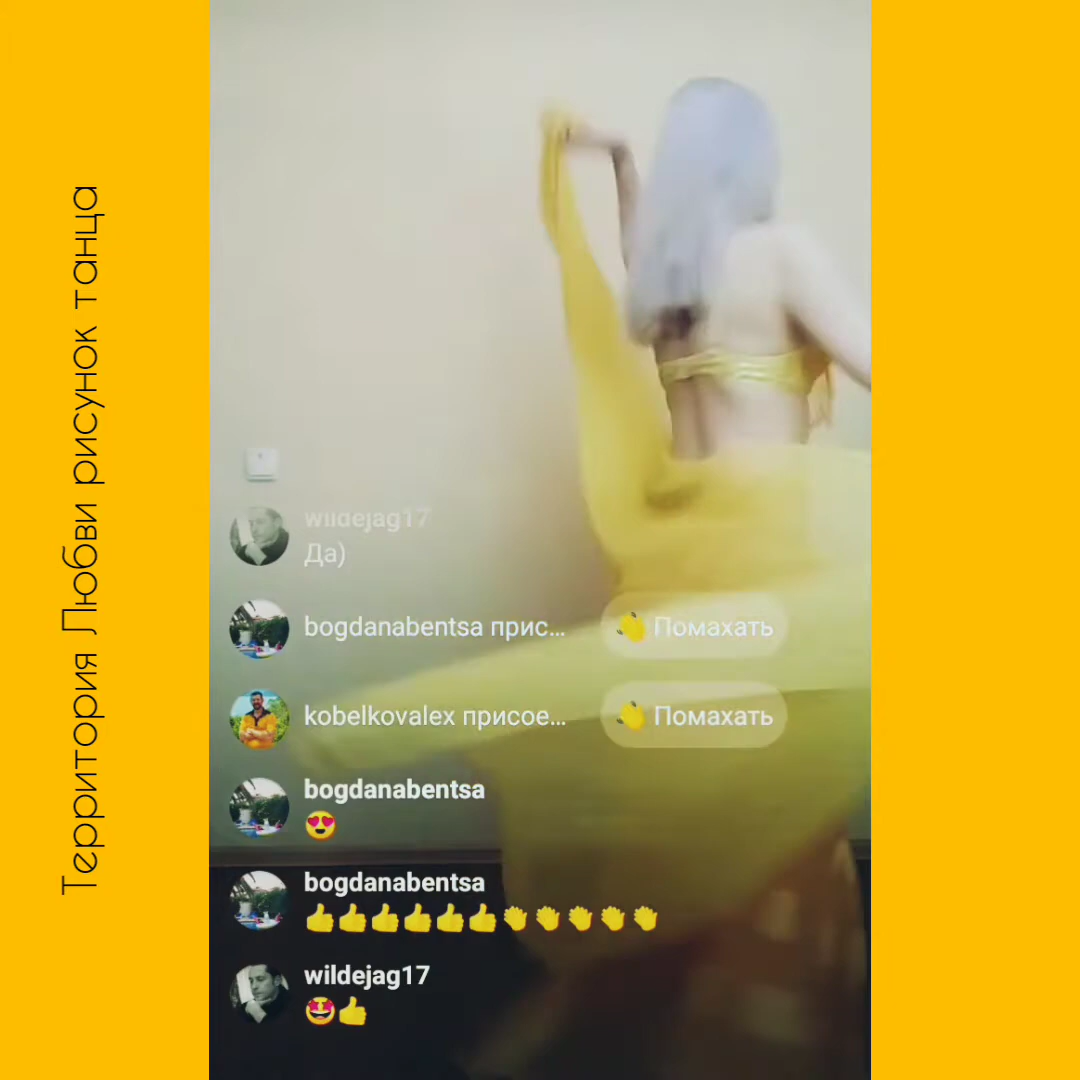 Территория Любви рисунок танца
wildejag17
Да)
bogdanabentsa прис...
👋 Помахать
kobelkovalex присое...
👋 Помахать
bogdanabentsa
😍
bogdanabentsa
👍👍👍👍👍👍👏👏👏👏👏
wildejag17
🤩👍